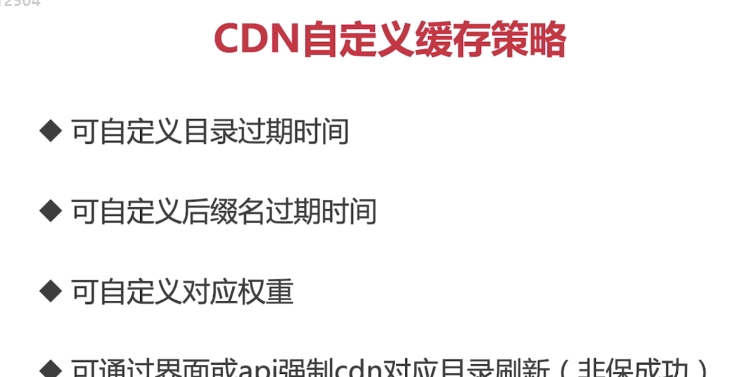 CDN自定义缓存策略
◆ 可自定义目录过期时间
◆ 可自定义后缀名过期时间
◆ 可自定义对应权重
◆ 可通过界面或api强制cdn对应目录刷新（非保成功）